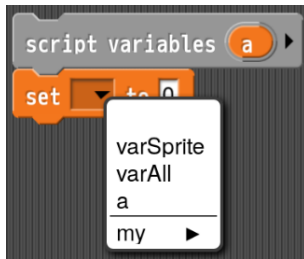 script variables a
set to 0
varSprite
varAll
a
my